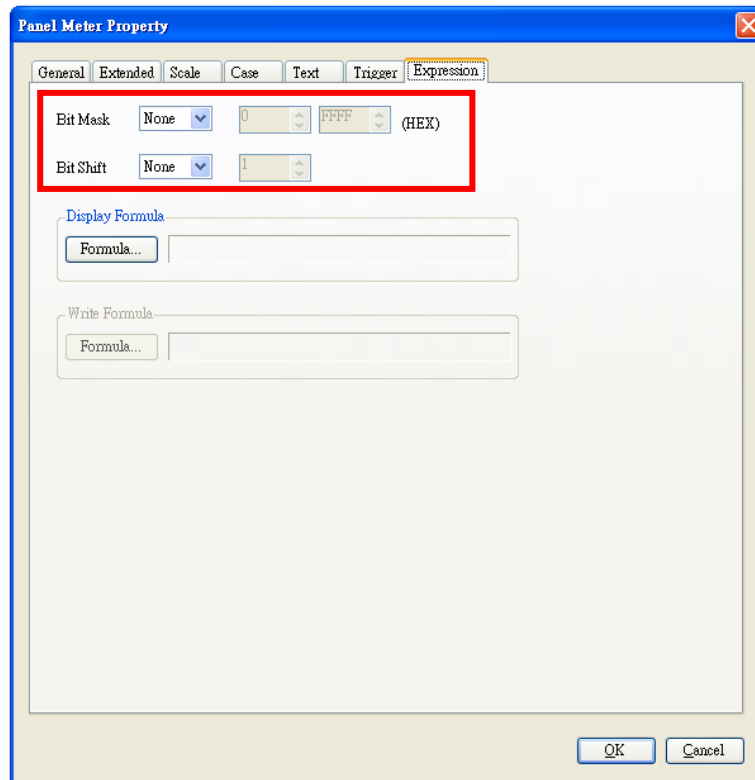 Panel Meter Property
General Extended Scale Case Text Trigger Expression
Bit Mask None 0 FFFF (HEX)
Bit Shift None 1
Display Formula
Formula...
Write Formula
Formula...
OK Cancel